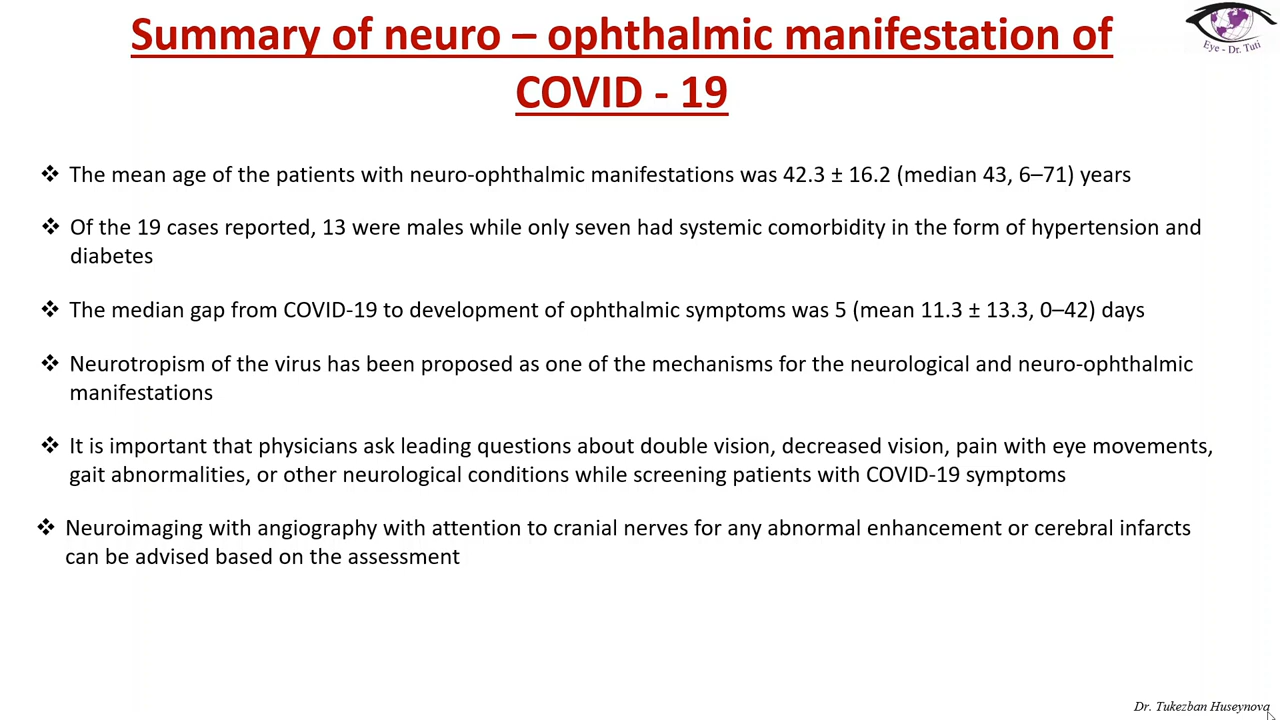 Summary of neuro – ophthalmic manifestation of
COVID - 19
Eye - Dr. Tuti
❖ The mean age of the patients with neuro-ophthalmic manifestations was 42.3 ± 16.2 (median 43, 6–71) years
❖ Of the 19 cases reported, 13 were males while only seven had systemic comorbidity in the form of hypertension and
diabetes
❖ The median gap from COVID-19 to development of ophthalmic symptoms was 5 (mean 11.3 ± 13.3, 0–42) days
❖ Neurotropism of the virus has been proposed as one of the mechanisms for the neurological and neuro-ophthalmic
manifestations
❖ It is important that physicians ask leading questions about double vision, decreased vision, pain with eye movements,
gait abnormalities, or other neurological conditions while screening patients with COVID-19 symptoms
❖ Neuroimaging with angiography with attention to cranial nerves for any abnormal enhancement or cerebral infarcts
can be advised based on the assessment
Dr. Tukezban Huseynova